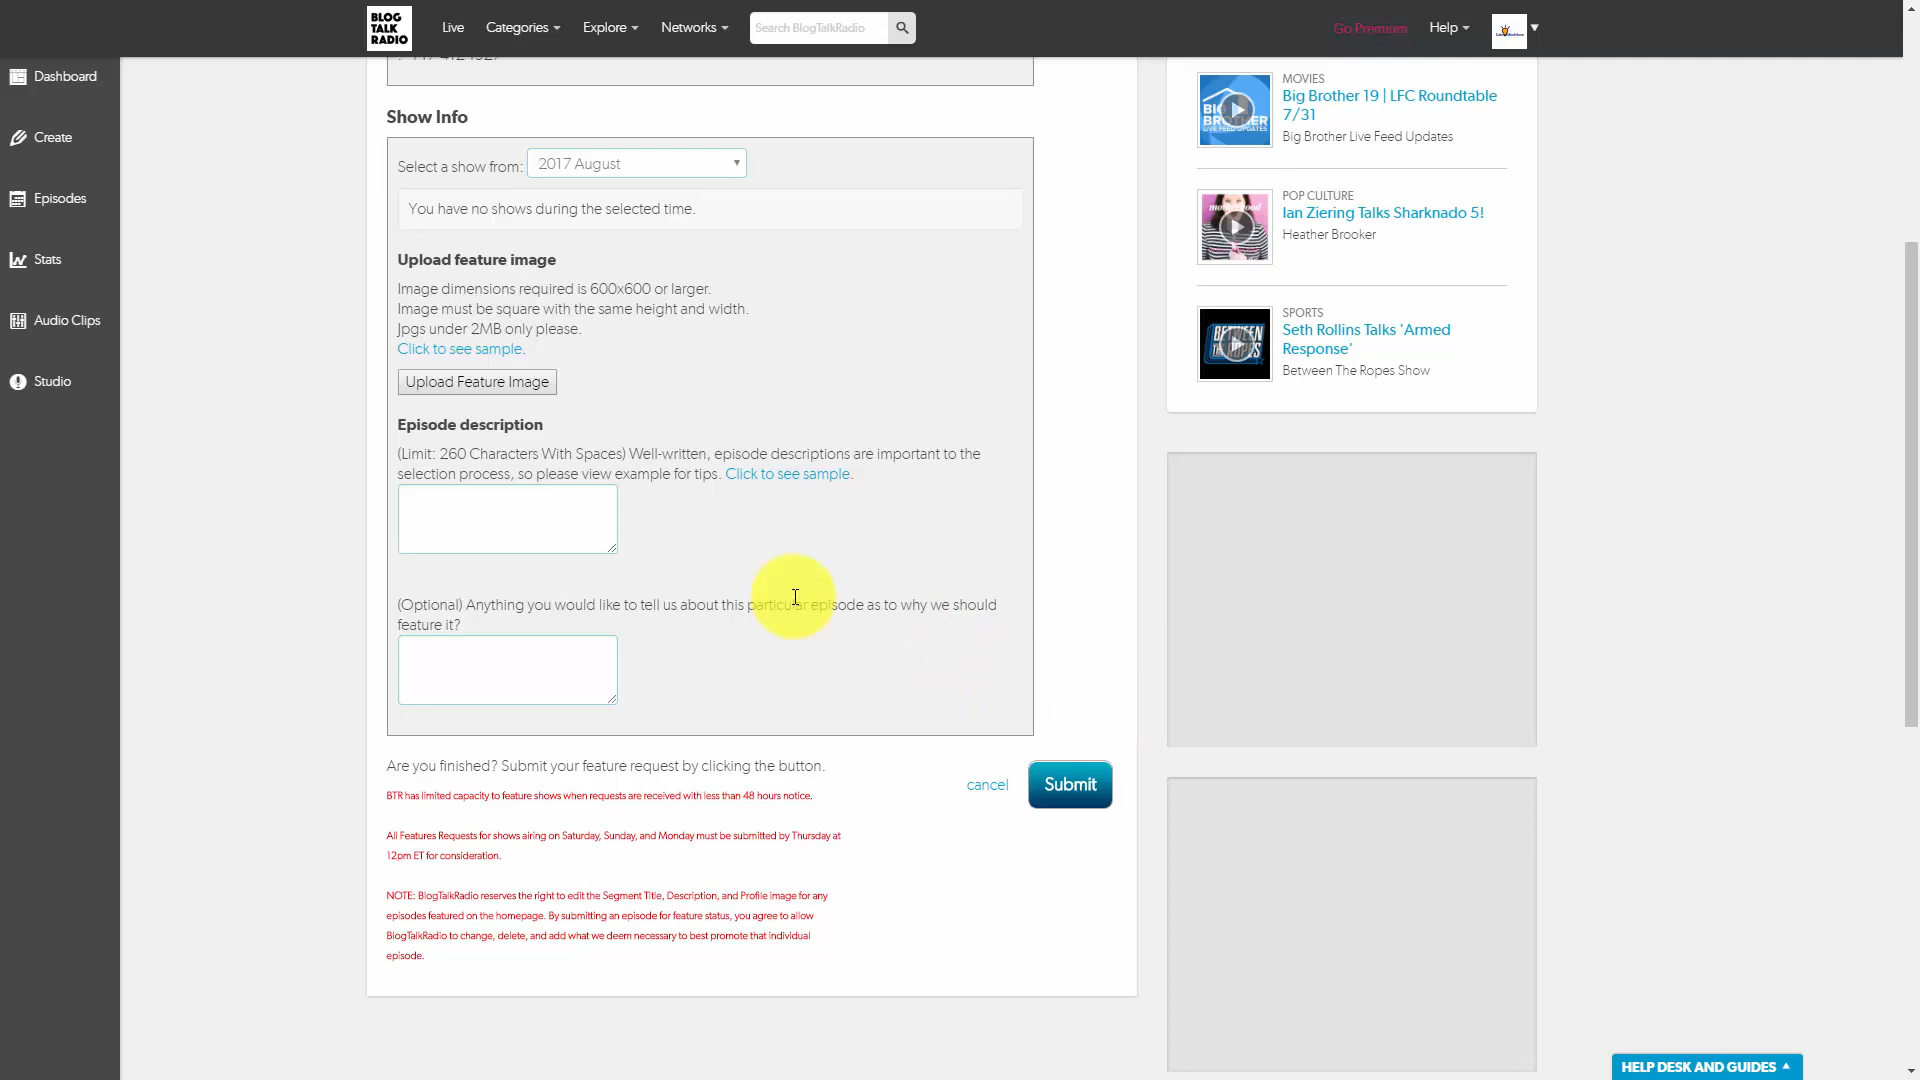 BLOG
TALK
RADIO
Live
Categories
Explore
Networks
Search BlogTalkRadio
Go Premium
Help
Dashboard
Create
Episodes
Stats
Audio Clips
Studio
Show Info
Select a show from:
2017 August
You have no shows during the selected time.
Upload feature image
Image dimensions required is 600x600 or larger.
Image must be square with the same height and width.
Jpgs under 2MB only please.
Click to see sample.
Upload Feature Image
Episode description
(Limit: 260 Characters With Spaces) Well-written, episode descriptions are important to the
selection process, so please view example for tips. Click to see sample.
(Optional) Anything you would like to tell us about this particular episode as to why we should
feature it?
Are you finished? Submit your feature request by clicking the button.
cancel
Submit
BTR has limited capacity to feature shows when requests are received with less than 48 hours notice.
All Features Requests for shows airing on Saturday, Sunday, and Monday must be submitted by Thursday at
12pm ET for consideration.
NOTE: BlogTalkRadio reserves the right to edit the Segment Title, Description, and Profile image for any
episodes featured on the homepage. By submitting an episode for feature status, you agree to allow
BlogTalkRadio to change, delete, and add what we deem necessary to best promote that individual
episode.
MOVIES
Big Brother 19 | LFC Roundtable
7/31
Big Brother Live Feed Updates
BIG
BROTHER
LIVE FEED UPDATES
POP CULTURE
Ian Ziering Talks Sharknado 5!
Heather Brooker
SPORTS
Seth Rollins Talks 'Armed
Response'
Between The Ropes Show
BETWEEN
THE ROPES
HELP DESK AND GUIDES